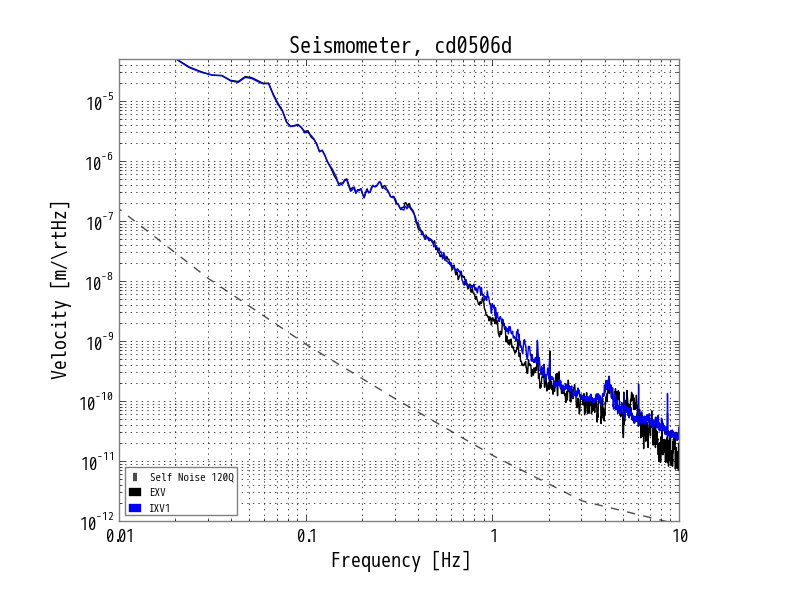 Seismometer, cd0506d
Velocity [m/\rtHz]
10^-5
10^-6
10^-7
10^-8
10^-9
10^-10
10^-11
10^-12
Self Noise 120Q
EXV
IXV1
0.01 0.1 1 10
Frequency [Hz]